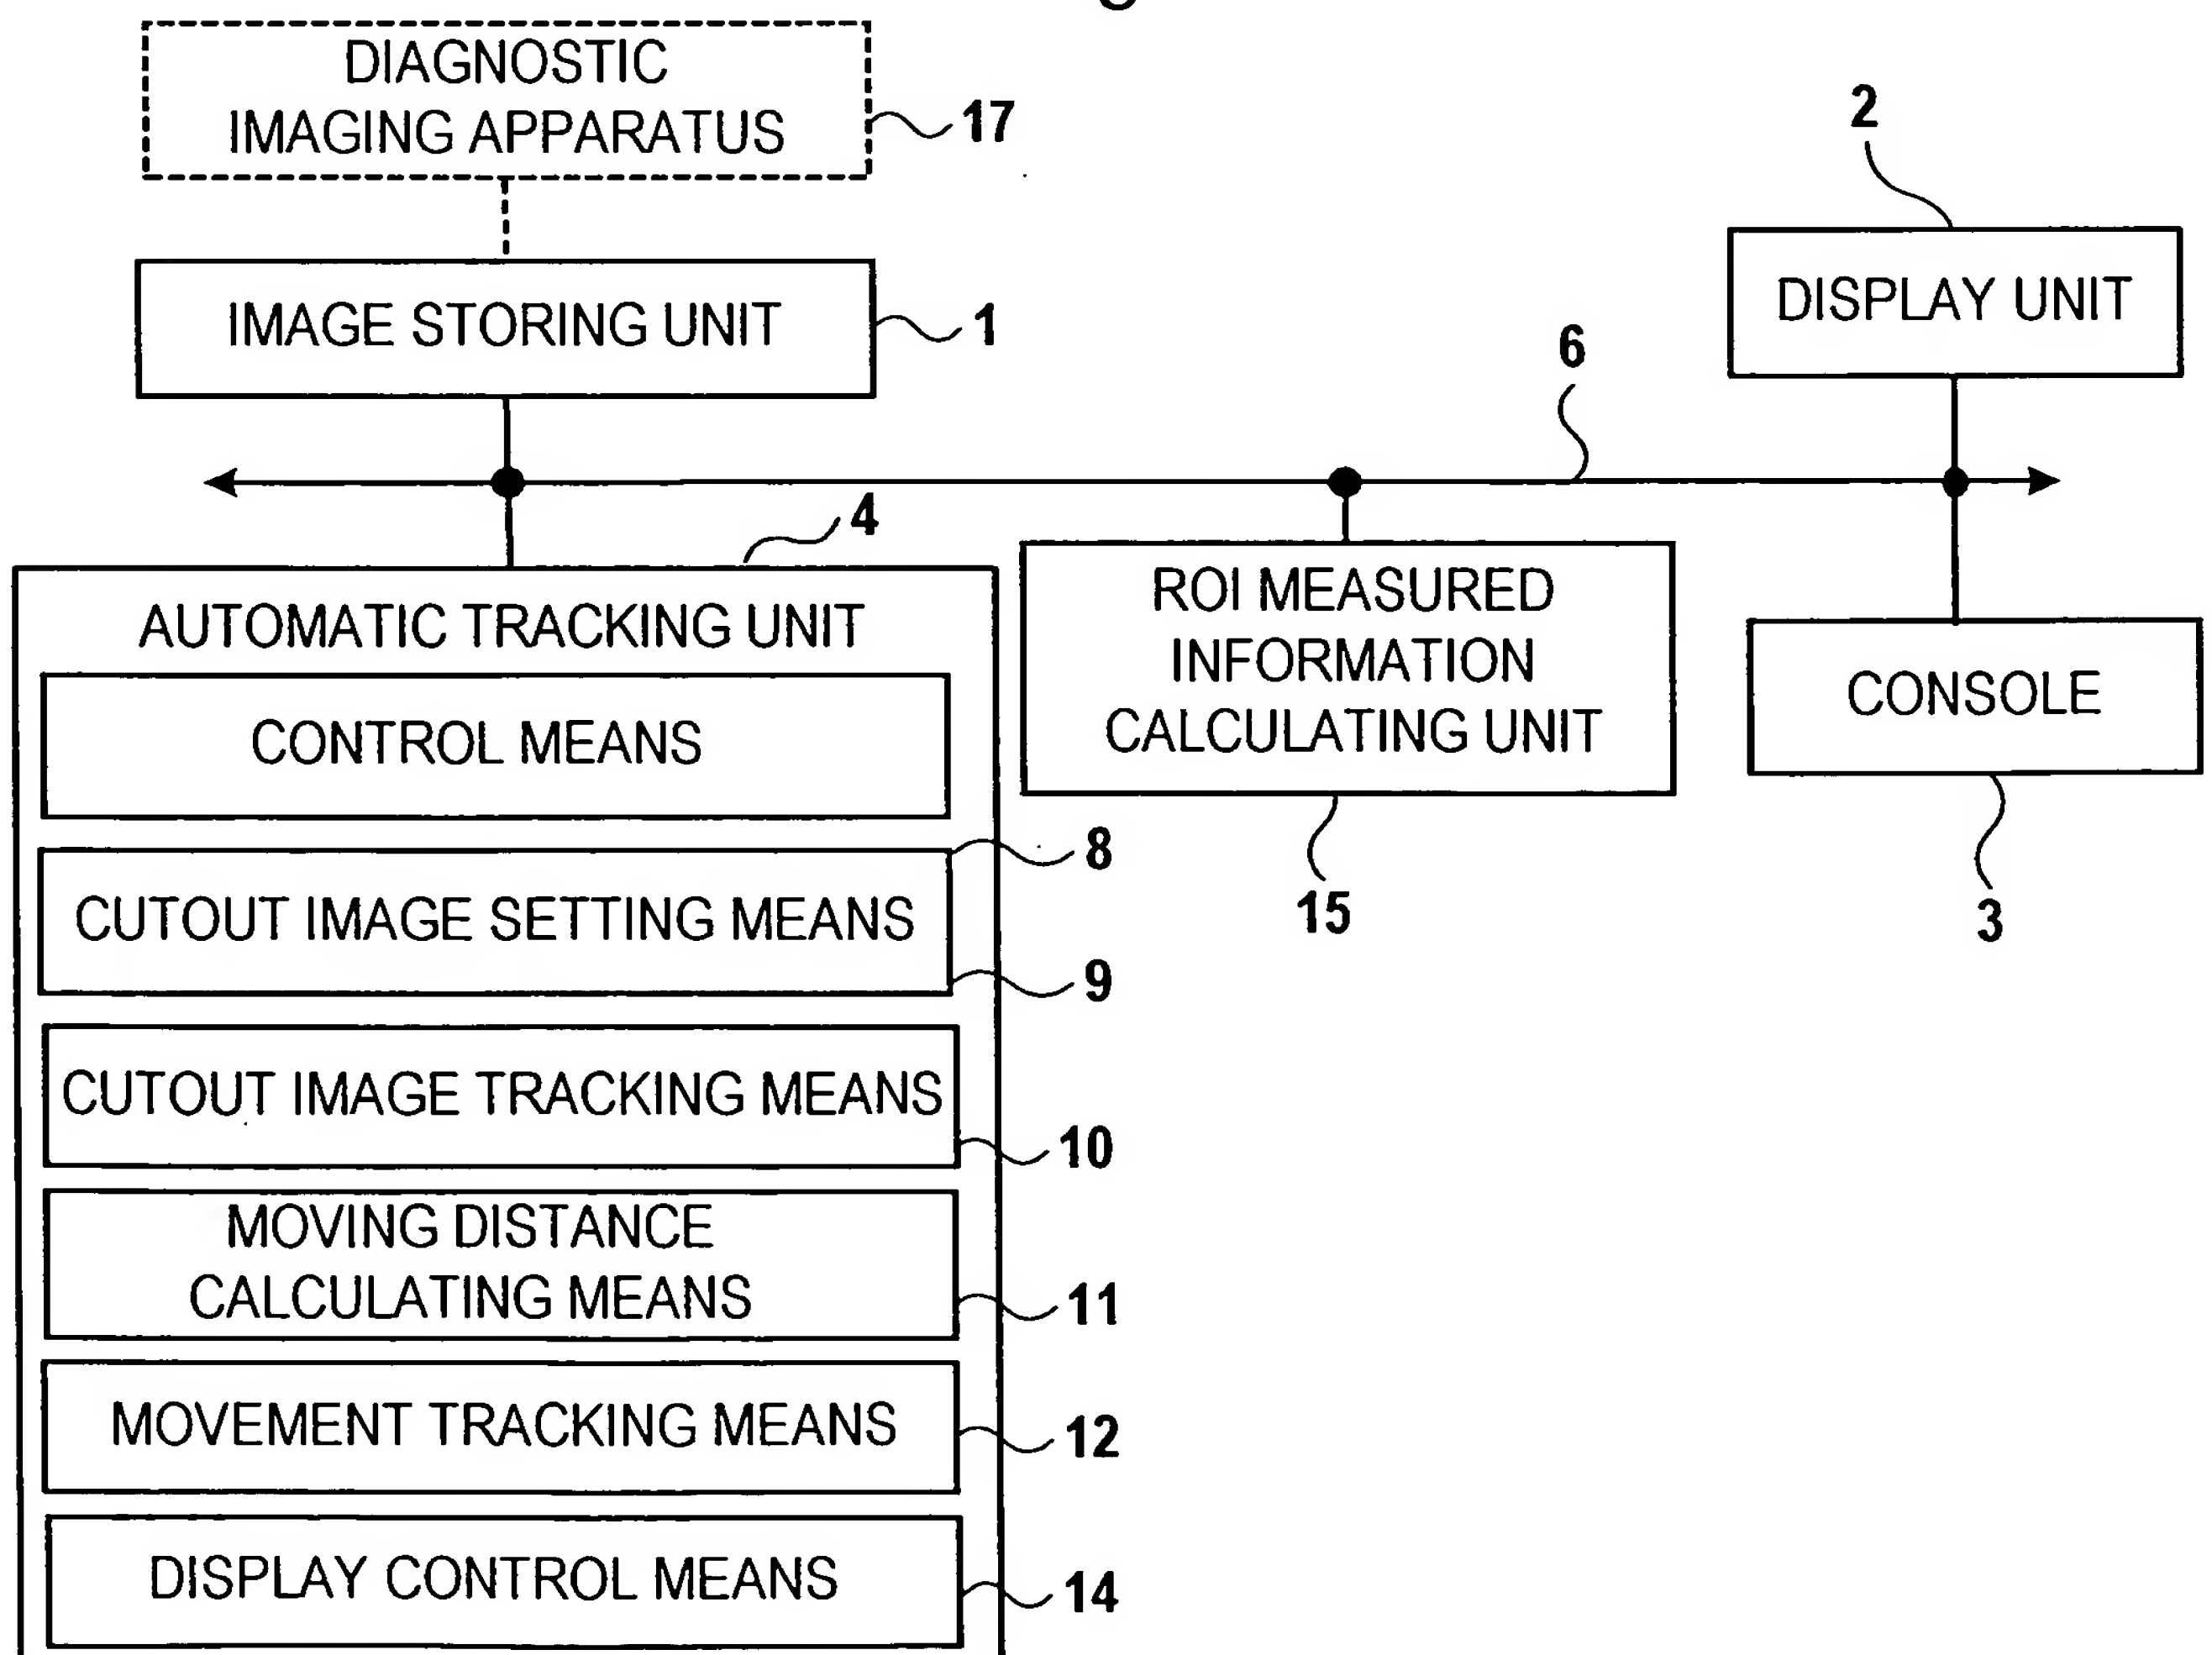 DIAGNOSTIC
IMAGING APPARATUS
17
2
IMAGE STORING UNIT
1
DISPLAY UNIT
6
4
AUTOMATIC TRACKING UNIT
ROI MEASURED
INFORMATION
CALCULATING UNIT
15
CONSOLE
3
CONTROL MEANS
8
CUTOUT IMAGE SETTING MEANS
9
CUTOUT IMAGE TRACKING MEANS
10
MOVING DISTANCE
CALCULATING MEANS
11
MOVEMENT TRACKING MEANS
12
DISPLAY CONTROL MEANS
14